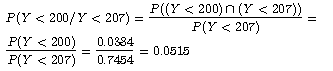 P(Y < 200/Y < 207) = P((Y < 200) ∩ (Y < 207)) / P(Y < 207) =
P(Y < 200) / P(Y < 207) = 0.0384 / 0.7454 = 0.0515